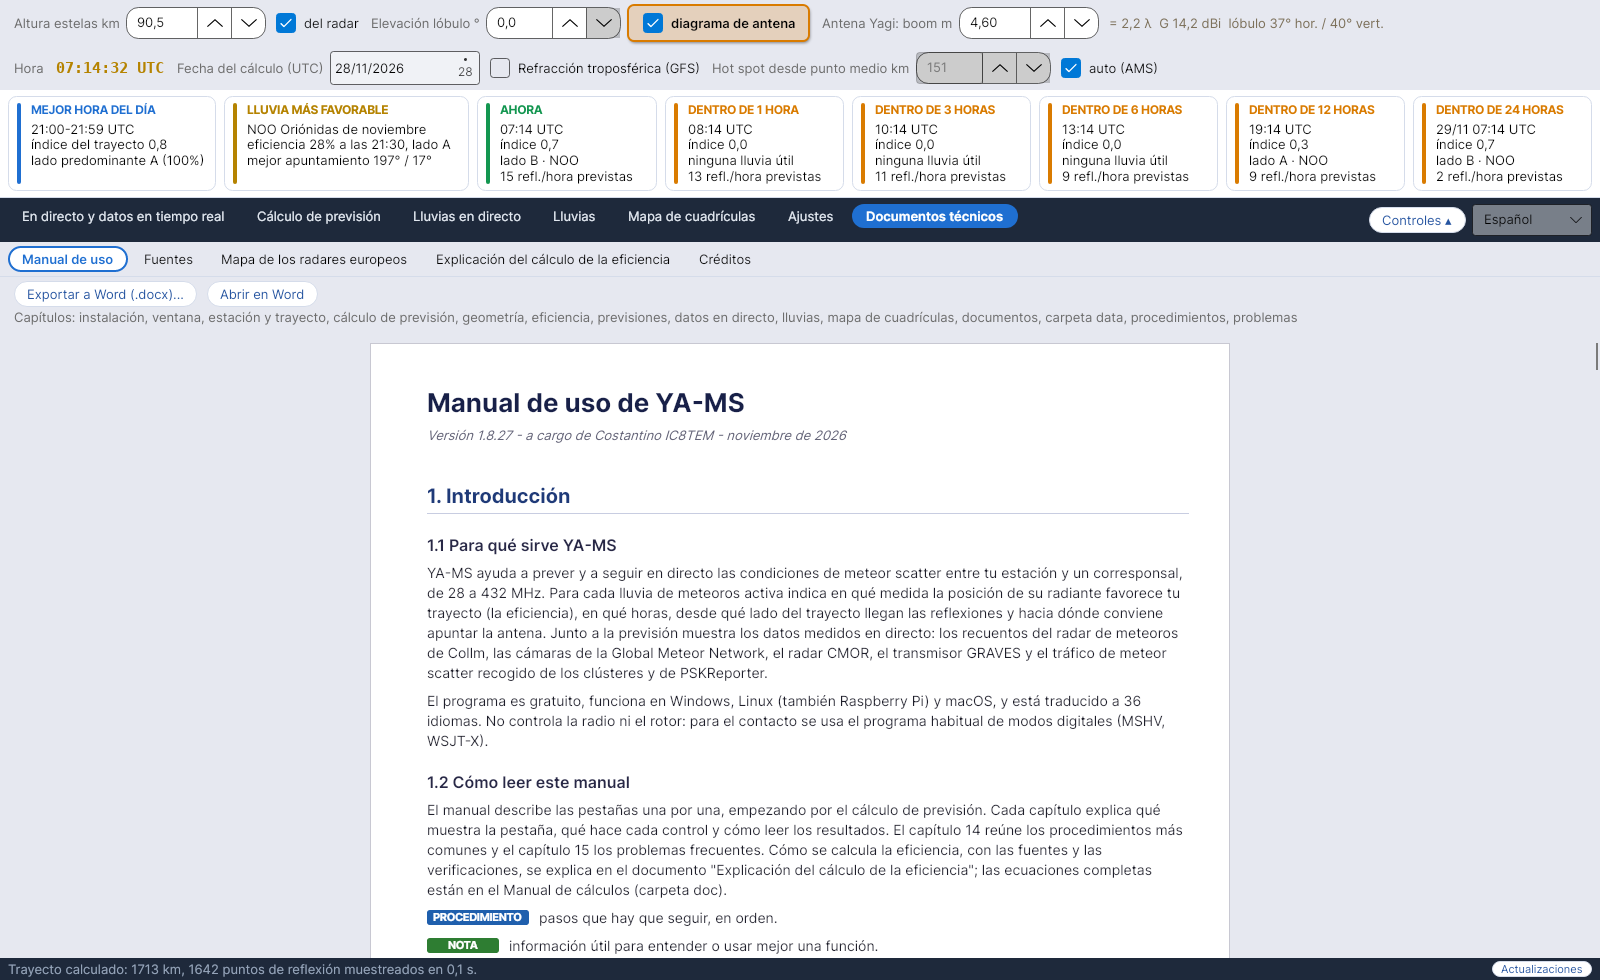 Altura estelas km 90,5 del radar Elevación lóbulo ° 0,0 diagrama de antena Antena Yagi: boom m 4,60 = 2,2 λ G 14,2 dBi lóbulo 37° hor. / 40° vert.
Hora 07:14:32 UTC Fecha del cálculo (UTC) 28/11/2026 28 Refracción troposférica (GFS) Hot spot desde punto medio km 151 auto (AMS)
MEJOR HORA DEL DÍA
21:00-21:59 UTC
índice del trayecto 0,8
lado predominante A (100%)
LLUVIA MÁS FAVORABLE
NOO Oriónidas de noviembre
eficiencia 28% a las 21:30, lado A
mejor apuntamiento 197° / 17°
AHORA
07:14 UTC
índice 0,7
lado B · NOO
15 refl./hora previstas
DENTRO DE 1 HORA
08:14 UTC
índice 0,0
ninguna lluvia útil
13 refl./hora previstas
DENTRO DE 3 HORAS
10:14 UTC
índice 0,0
ninguna lluvia útil
11 refl./hora previstas
DENTRO DE 6 HORAS
13:14 UTC
índice 0,0
ninguna lluvia útil
9 refl./hora previstas
DENTRO DE 12 HORAS
19:14 UTC
índice 0,3
lado A · NOO
9 refl./hora previstas
DENTRO DE 24 HORAS
29/11 07:14 UTC
índice 0,7
lado B · NOO
2 refl./hora previstas
En directo y datos en tiempo real Cálculo de previsión Lluvias en directo Lluvias Mapa de cuadrículas Ajustes Documentos técnicos Controles ▴ Español
Manual de uso Fuentes Mapa de los radares europeos Explicación del cálculo de la eficiencia Créditos
Exportar a Word (.docx)... Abrir en Word
Capítulos: instalación, ventana, estación y trayecto, cálculo de previsión, geometría, eficiencia, previsiones, datos en directo, lluvias, mapa de cuadrículas, documentos, carpeta data, procedimientos, problemas
Manual de uso de YA-MS
Versión 1.8.27 - a cargo de Costantino IC8TEM - noviembre de 2026
1. Introducción
1.1 Para qué sirve YA-MS
YA-MS ayuda a prever y a seguir en directo las condiciones de meteor scatter entre tu estación y un corresponsal,
de 28 a 432 MHz. Para cada lluvia de meteoros activa indica en qué medida la posición de su radiante favorece tu
trayecto (la eficiencia), en qué horas, desde qué lado del trayecto llegan las reflexiones y hacia dónde conviene
apuntar la antena. Junto a la previsión muestra los datos medidos en directo: los recuentos del radar de meteoros
de Collm, las cámaras de la Global Meteor Network, el radar CMOR, el transmisor GRAVES y el tráfico de meteor
scatter recogido de los clústeres y de PSKReporter.
El programa es gratuito, funciona en Windows, Linux (también Raspberry Pi) y macOS, y está traducido a 36
idiomas. No controla la radio ni el rotor: para el contacto se usa el programa habitual de modos digitales (MSHV,
WSJT-X).
1.2 Cómo leer este manual
El manual describe las pestañas una por una, empezando por el cálculo de previsión. Cada capítulo explica qué
muestra la pestaña, qué hace cada control y cómo leer los resultados. El capítulo 14 reúne los procedimientos más
comunes y el capítulo 15 los problemas frecuentes. Cómo se calcula la eficiencia, con las fuentes y las
verificaciones, se explica en el documento "Explicación del cálculo de la eficiencia"; las ecuaciones completas
están en el Manual de cálculos (carpeta doc).
PROCEDIMIENTO pasos que hay que seguir, en orden.
NOTA información útil para entender o usar mejor una función.
Trayecto calculado: 1713 km, 1642 puntos de reflexión muestreados en 0,1 s. Actualizaciones